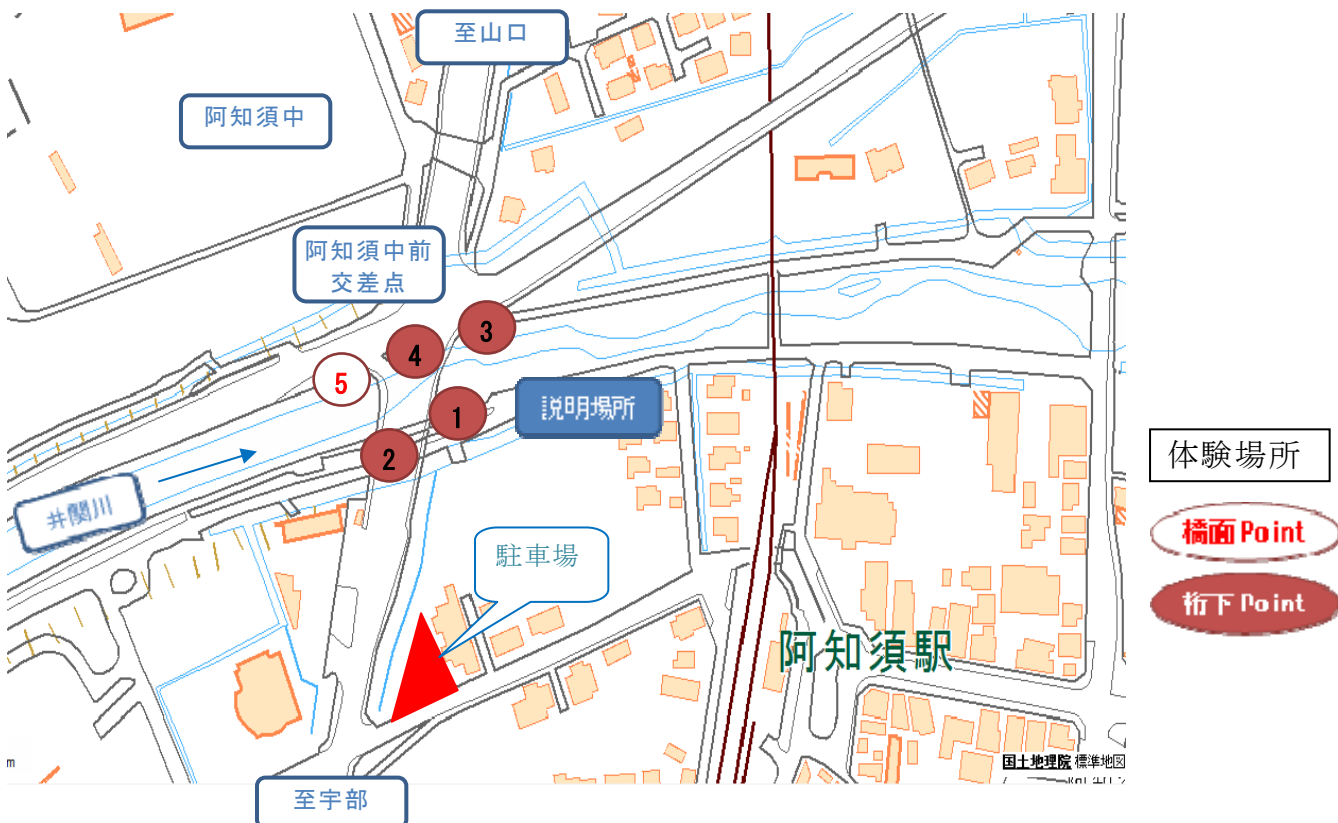 至山口
阿知須中
阿知須中前
交差点
3
4
5
1
説明場所
2
体験場所
井関川
橋面Point
駐車場
桁下Point
阿知須駅
国土地理院 標準地図
m
至宇部